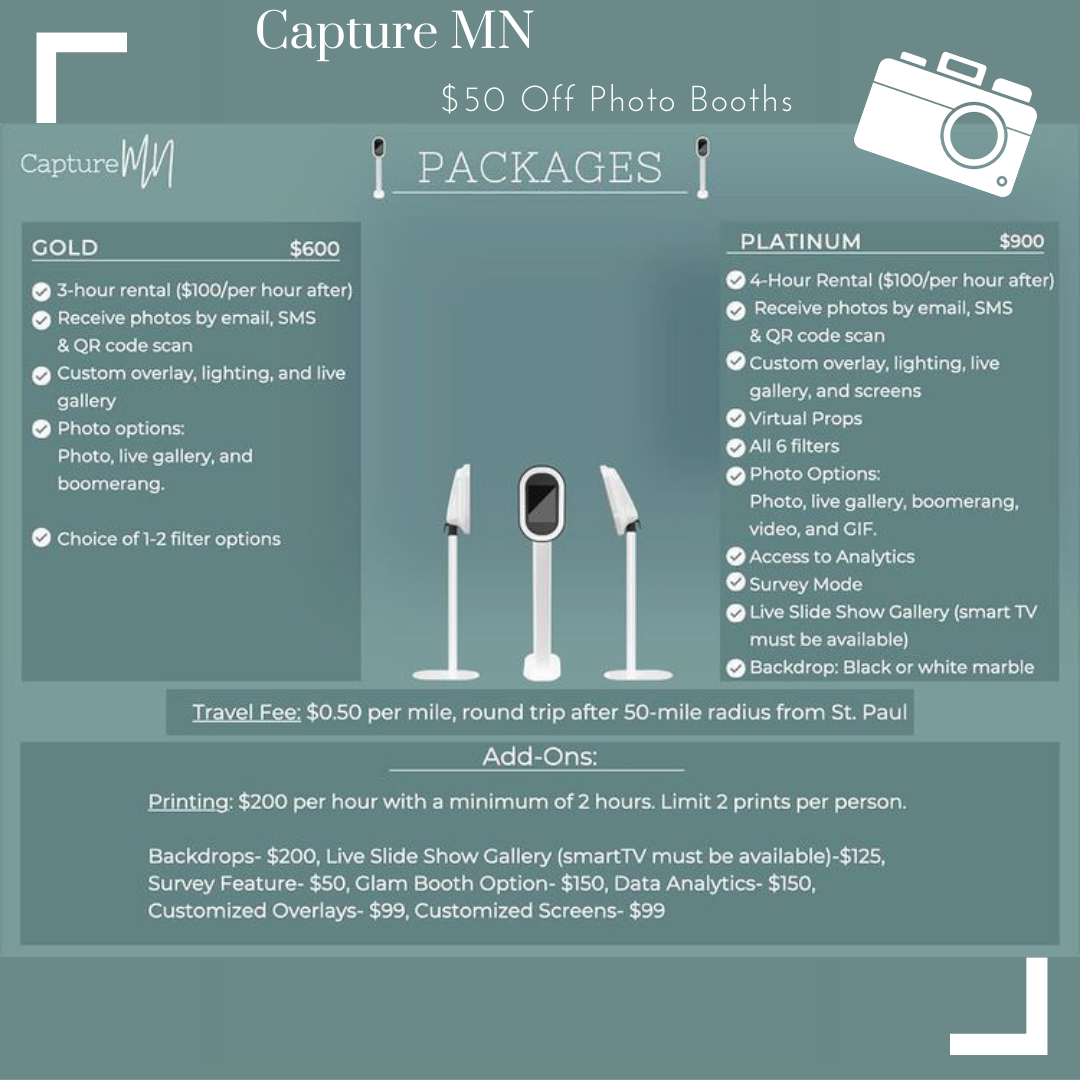 Capture MN
$50 Off Photo Booths
CaptureMN
PACKAGES
GOLD $600
3-hour rental ($100/per hour after)
Receive photos by email, SMS
& QR code scan
Custom overlay, lighting, and live
gallery
Photo options:
Photo, live gallery, and
boomerang.
Choice of 1-2 filter options
PLATINUM $900
4-Hour Rental ($100/per hour after)
Receive photos by email, SMS
& QR code scan
Custom overlay, lighting, live
gallery, and screens
Virtual Props
All 6 filters
Photo Options:
Photo, live gallery, boomerang,
video, and GIF.
Access to Analytics
Survey Mode
Live Slide Show Gallery (smart TV
must be available)
Backdrop: Black or white marble
Travel Fee: $0.50 per mile, round trip after 50-mile radius from St. Paul
Add-Ons:
Printing: $200 per hour with a minimum of 2 hours. Limit 2 prints per person.
Backdrops- $200, Live Slide Show Gallery (smartTV must be available)-$125,
Survey Feature- $50, Glam Booth Option- $150, Data Analytics- $150,
Customized Overlays- $99, Customized Screens- $99